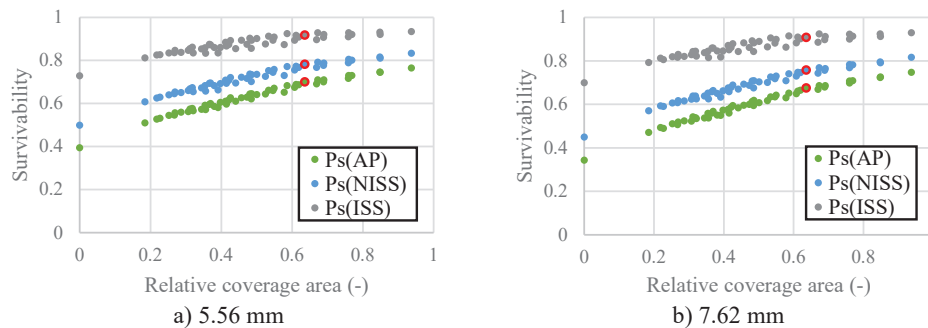 1
0.8
0.6
0.4
0.2
0
Survivability
Ps(AP)
Ps(NISS)
Ps(ISS)
0 0.2 0.4 0.6 0.8 1
Relative coverage area (-)
a) 5.56 mm
1
0.8
0.6
0.4
0.2
0
Survivability
Ps(AP)
Ps(NISS)
Ps(ISS)
0 0.2 0.4 0.6 0.8
Relative coverage area (-)
b) 7.62 mm